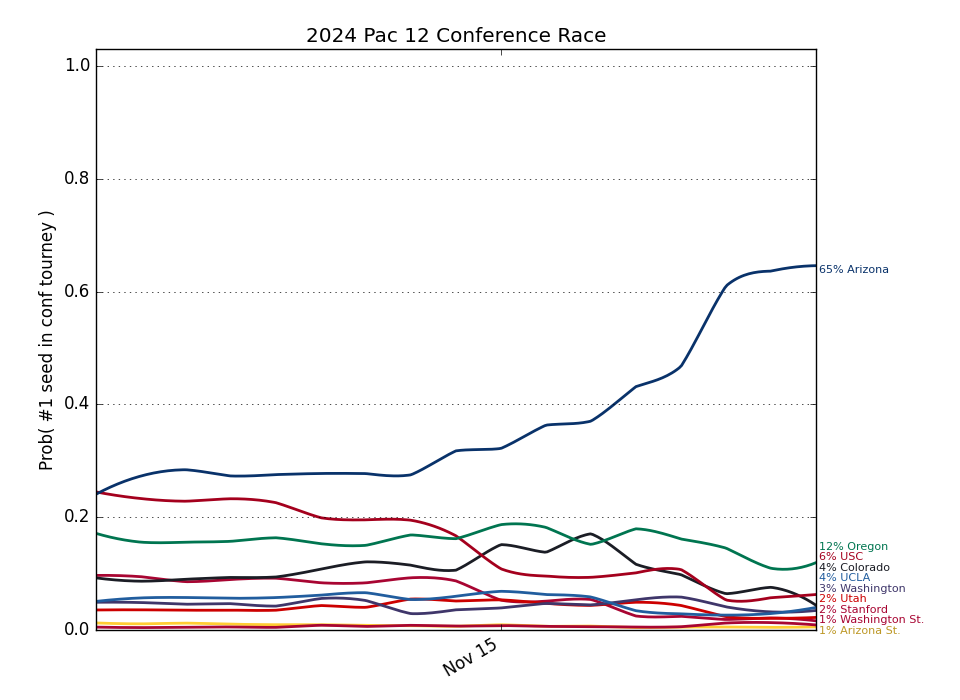 2024 Pac 12 Conference Race
Prob( #1 seed in conf tourney )
1.0
0.8
0.6
0.4
0.2
0.0
Nov 15
65% Arizona
12% Oregon
6% USC
4% Colorado
4% UCLA
3% Washington
2% Utah
2% Stanford
1% Washington St.
1% Arizona St.